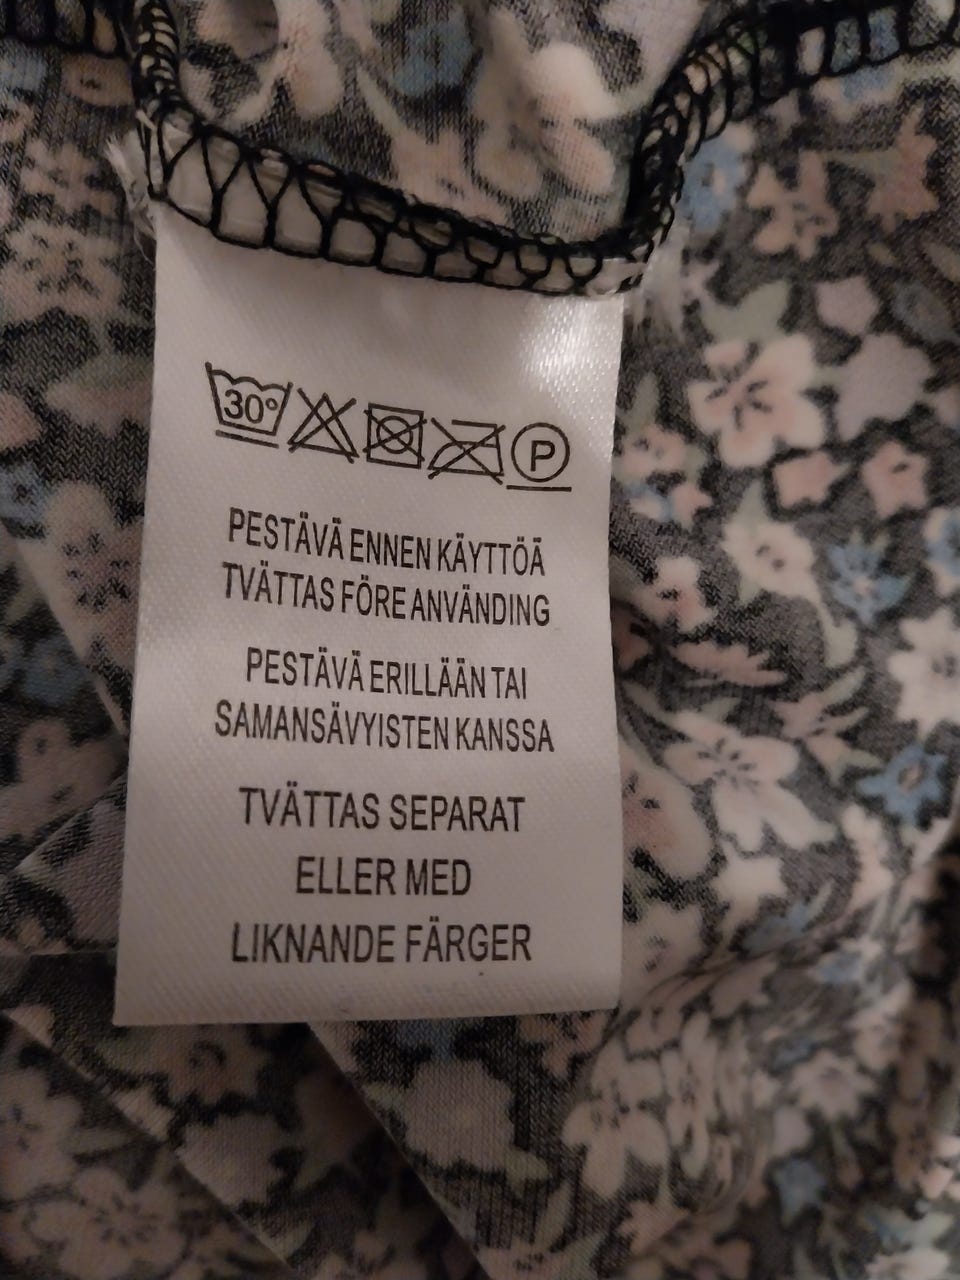 30°
P
PESTÄVÄ ENNEN KÄYTTÖÄ
TVÄTTAS FÖRE ANVÄNDING
PESTÄVÄ ERILLÄÄN TAI
SAMANSÄVYISTEN KANSSA
TVÄTTAS SEPARAT
ELLER MED
LIKNANDE FÄRGER